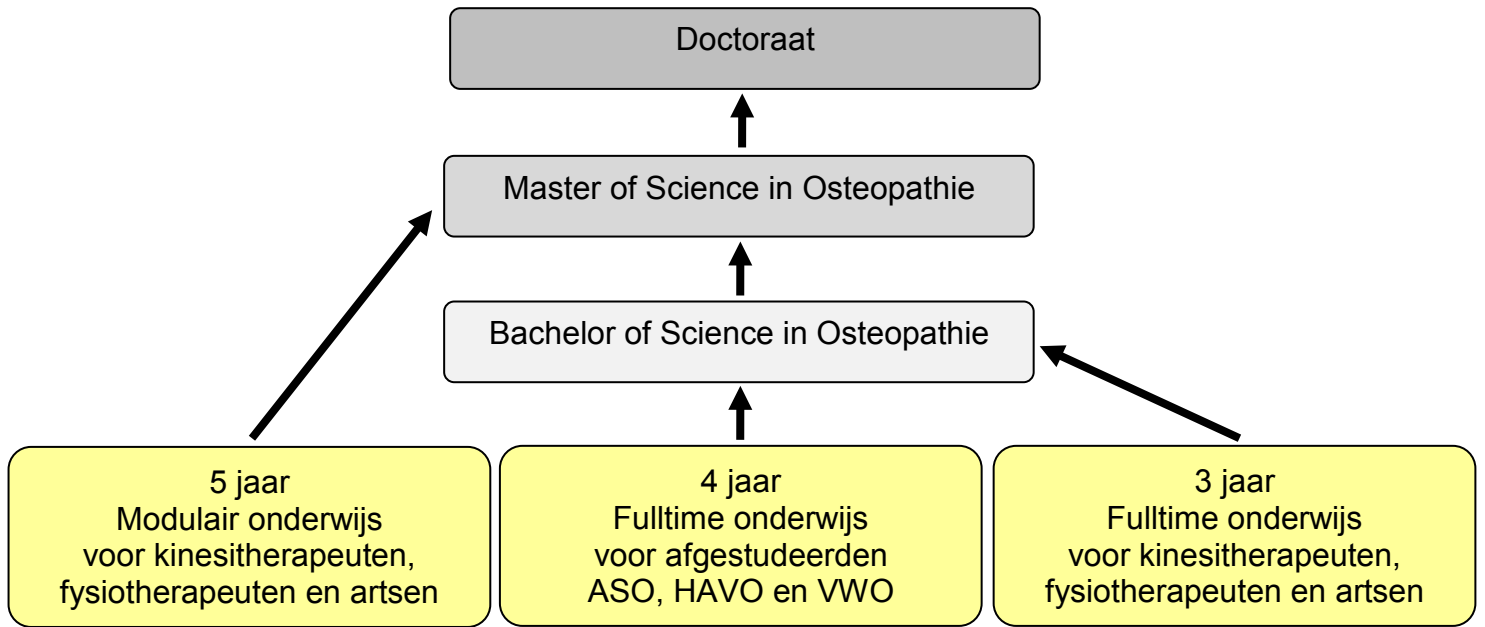 Doctoraat
Master of Science in Osteopathie
Bachelor of Science in Osteopathie
5 jaar
Modulair onderwijs
voor kinesitherapeuten,
fysiotherapeuten en artsen
4 jaar
Fulltime onderwijs
voor afgestudeerden
ASO, HAVO en VWO
3 jaar
Fulltime onderwijs
voor kinesitherapeuten,
fysiotherapeuten en artsen